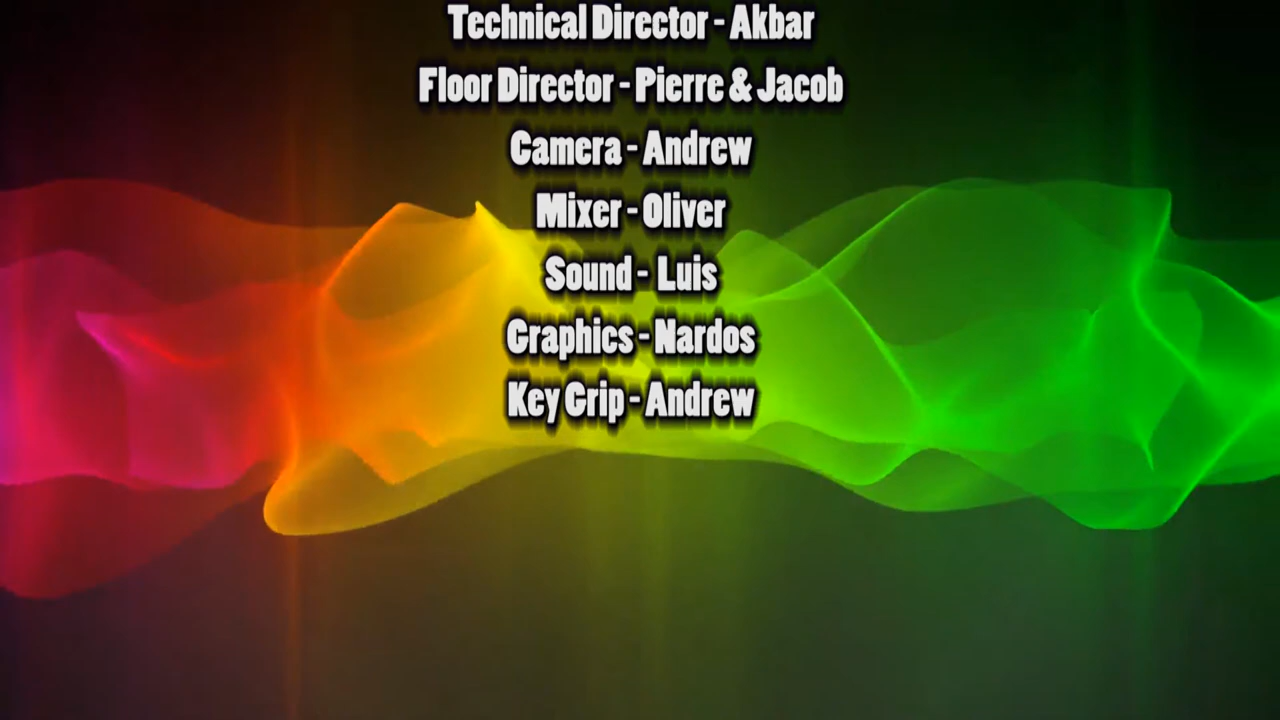 Technical Director - Akbar
Floor Director - Pierre & Jacob
Camera - Andrew
Mixer - Oliver
Sound - Luis
Graphics - Nardos
Key Grip - Andrew